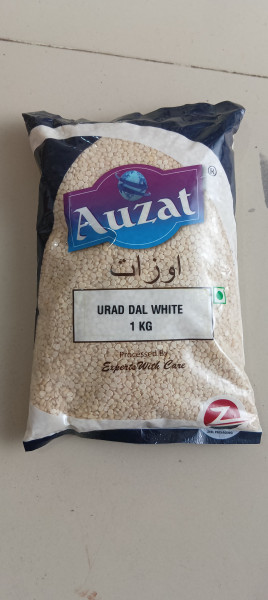 Auzat
®
اوزات
URAD DAL WHITE
1 KG
Processed By
Experts With Care
Z